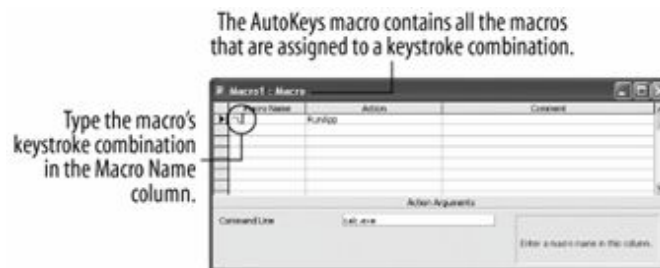 The AutoKeys macro contains all the macros
that are assigned to a keystroke combination.
Macro1 : Macro
Macro Name Action Comment
RunApp
Type the macro's
keystroke combination
in the Macro Name
column.
Action Arguments
Command Line calc.exe
Enter a macro name in this column.